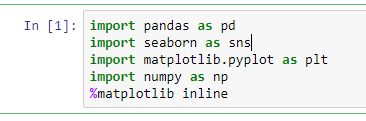 In [1]: import pandas as pd
import seaborn as sns
import matplotlib.pyplot as plt
import numpy as np
%matplotlib inline